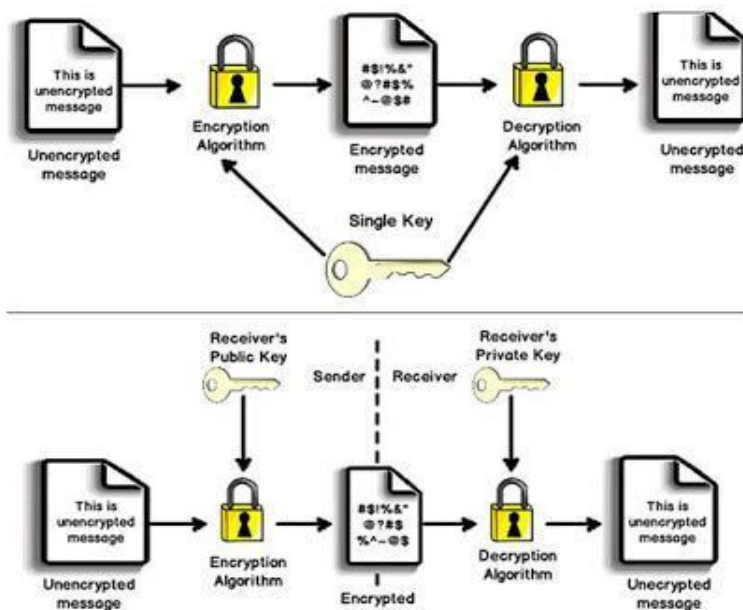 This is
unencrypted
message
Unencrypted
message
Encryption
Algorithm
#$!%&"
@?#$%
^~@$#
Encrypted
message
Decryption
Algorithm
This is
unencrypted
message
Unecrypted
message
Single Key
Receiver's
Public Key
Sender
Receiver
Receiver's
Private Key
This is
unencrypted
message
Unencrypted
message
Encryption
Algorithm
#$!%&"
@?#$
%^~@$
Encrypted
Decryption
Algorithm
This is
unencrypted
message
Unecrypted
message